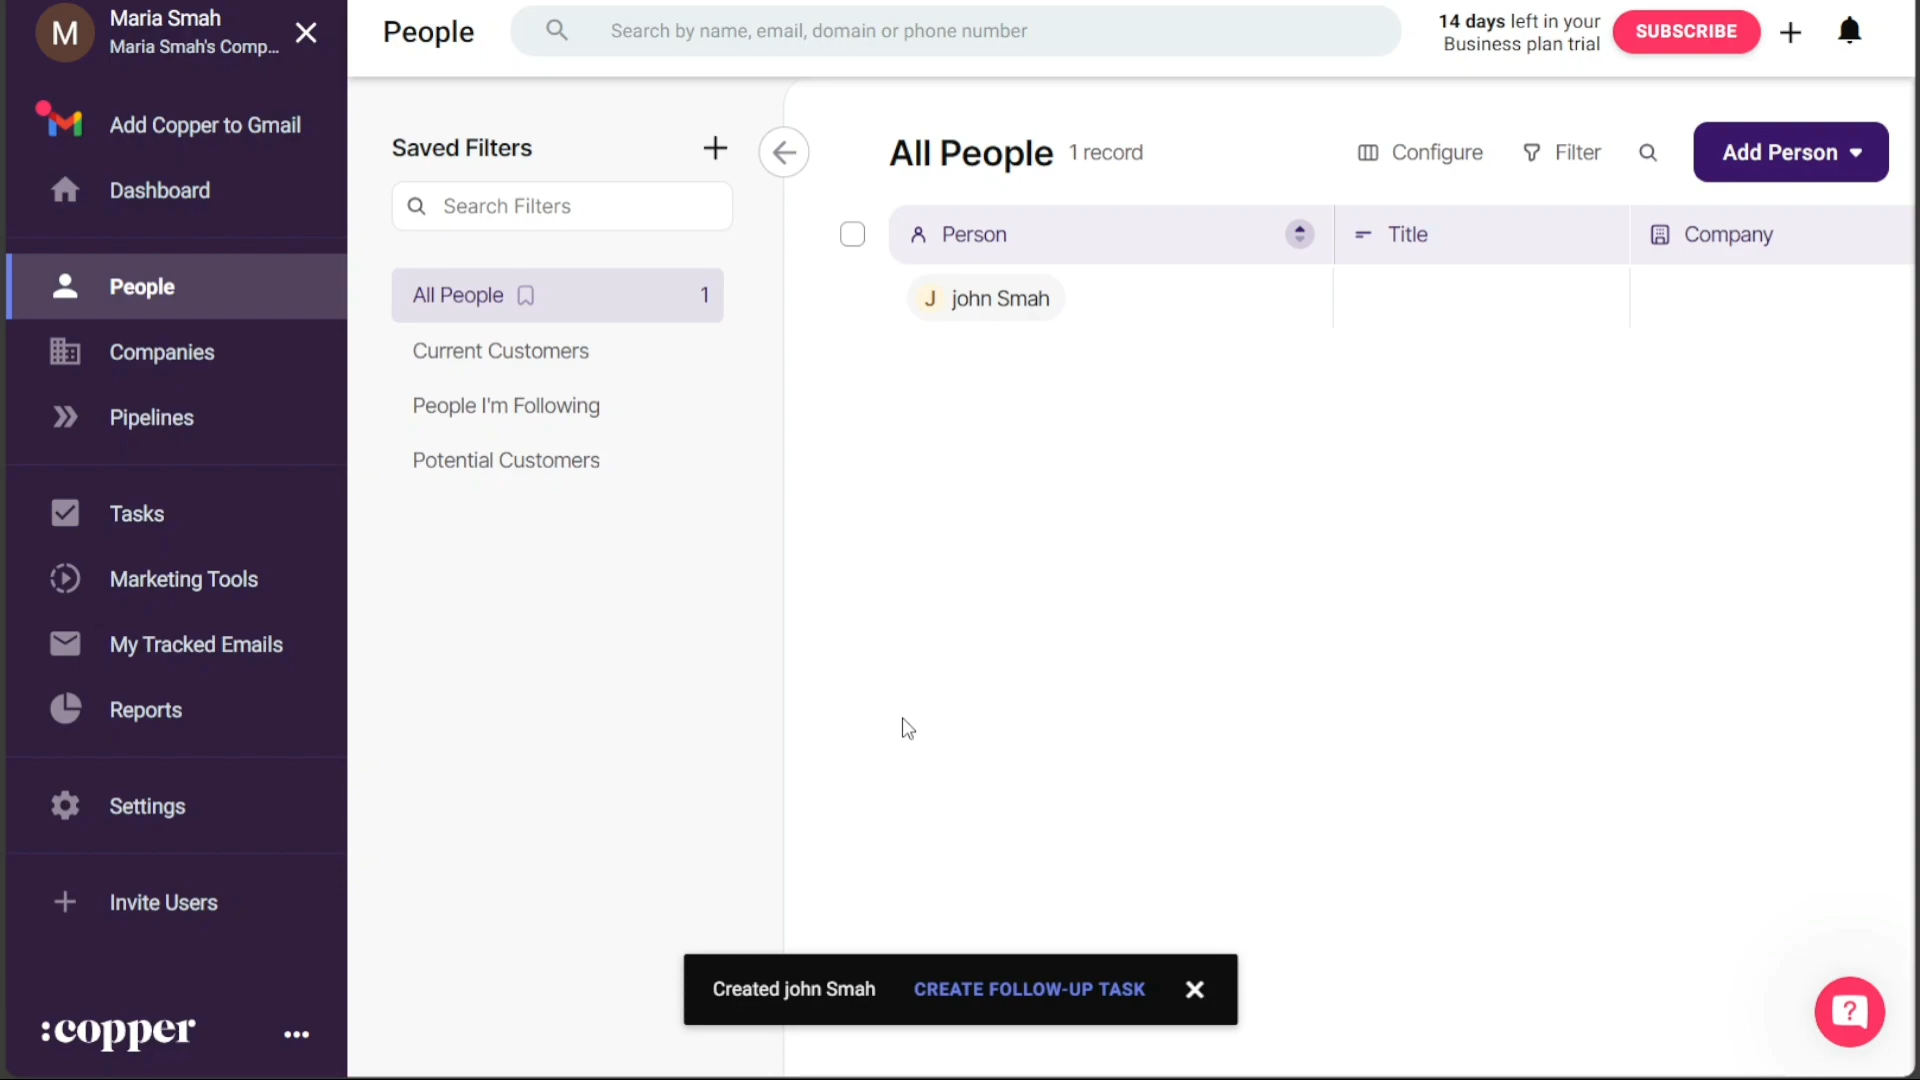 M
Maria Smah
Maria Smah's Comp...
Add Copper to Gmail
Dashboard
People
Companies
Pipelines
Tasks
Marketing Tools
My Tracked Emails
Reports
Settings
Invite Users
:copper
People
Search by name, email, domain or phone number
14 days left in your
Business plan trial
SUBSCRIBE
Saved Filters
Search Filters
All People 1
Current Customers
People I'm Following
Potential Customers
All People 1 record
Configure
Filter
Add Person
Person
Title
Company
J john Smah
Created john Smah CREATE FOLLOW-UP TASK
?